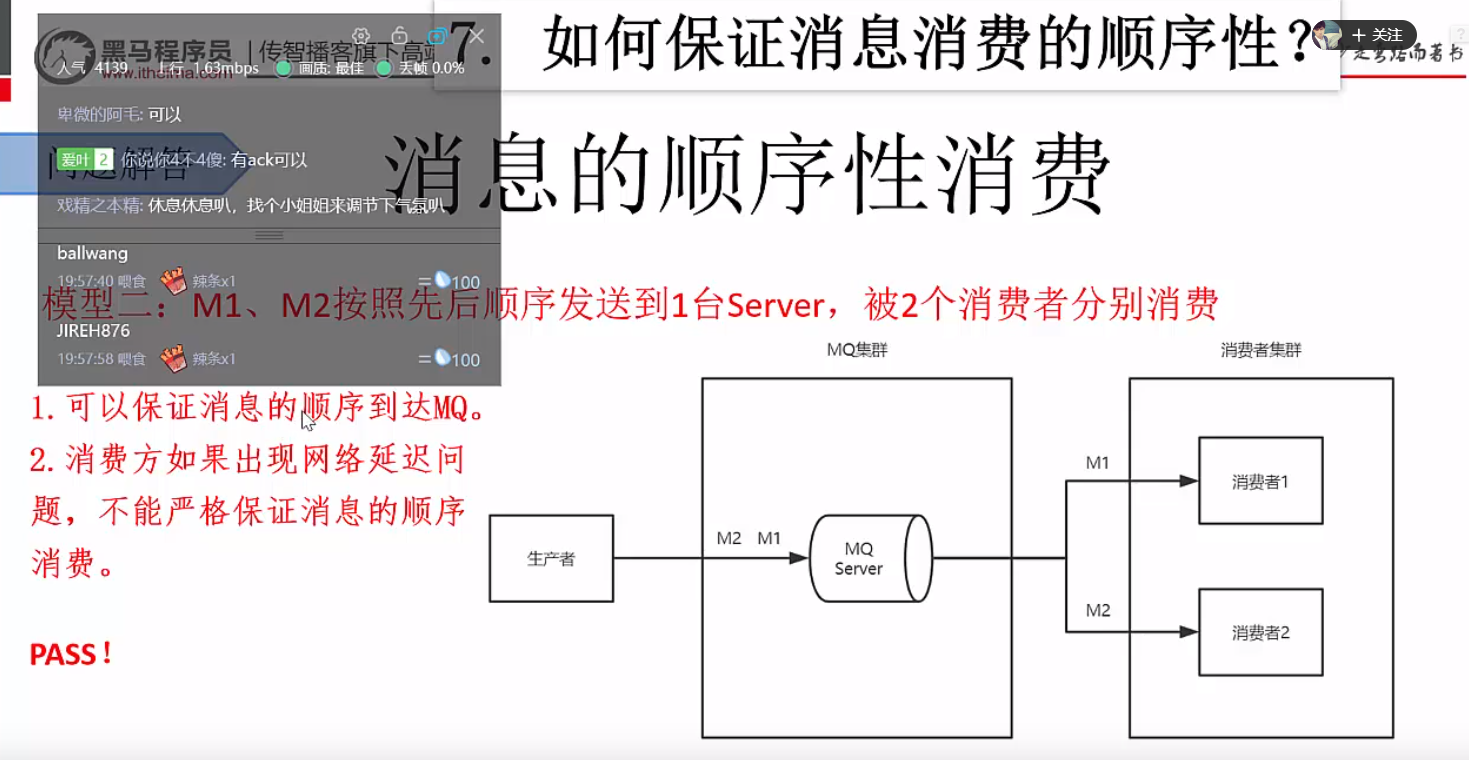 7. 如何保证消息消费的顺序性?
+ 关注
黑马程序员 | 传智播客旗下高端
www.itheima.com
人气 4139 上行 1.63mbps 画质: 最佳 丢帧 0.0%
卑微的阿毛: 可以
问题解答
爱叶 2 你说你4不4傻: 有ack可以
戏精之本精: 休息休息叭，找个小姐姐来调节下气氛叭
消息的顺序性消费
ballwang
19:57:40 喂食 辣条x1 = 100
模型二：M1、M2按照先后顺序发送到1台Server，被2个消费者分别消费
JIREH876
19:57:58 喂食 辣条x1 = 100
1.可以保证消息的顺序到达MQ。
2.消费方如果出现网络延迟问
题，不能严格保证消息的顺序
消费。
PASS！
MQ集群
消费者集群
生产者
M2 M1
MQ
Server
M1
消费者1
M2
消费者2